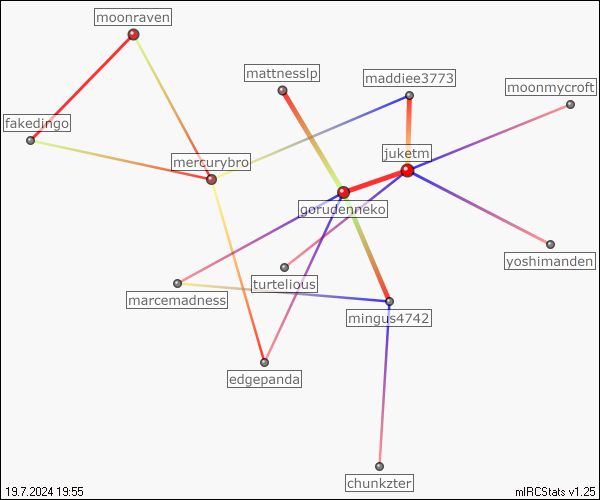 moonraven
mattnesslp
maddiee3773
moonmycroft
fakedingo
juketm
mercurybro
gorudenneko
yoshimanden
turtelious
marcemadness
mingus4742
edgepanda
chunkzter
19.7.2024 19:55
mIRCStats v1.25